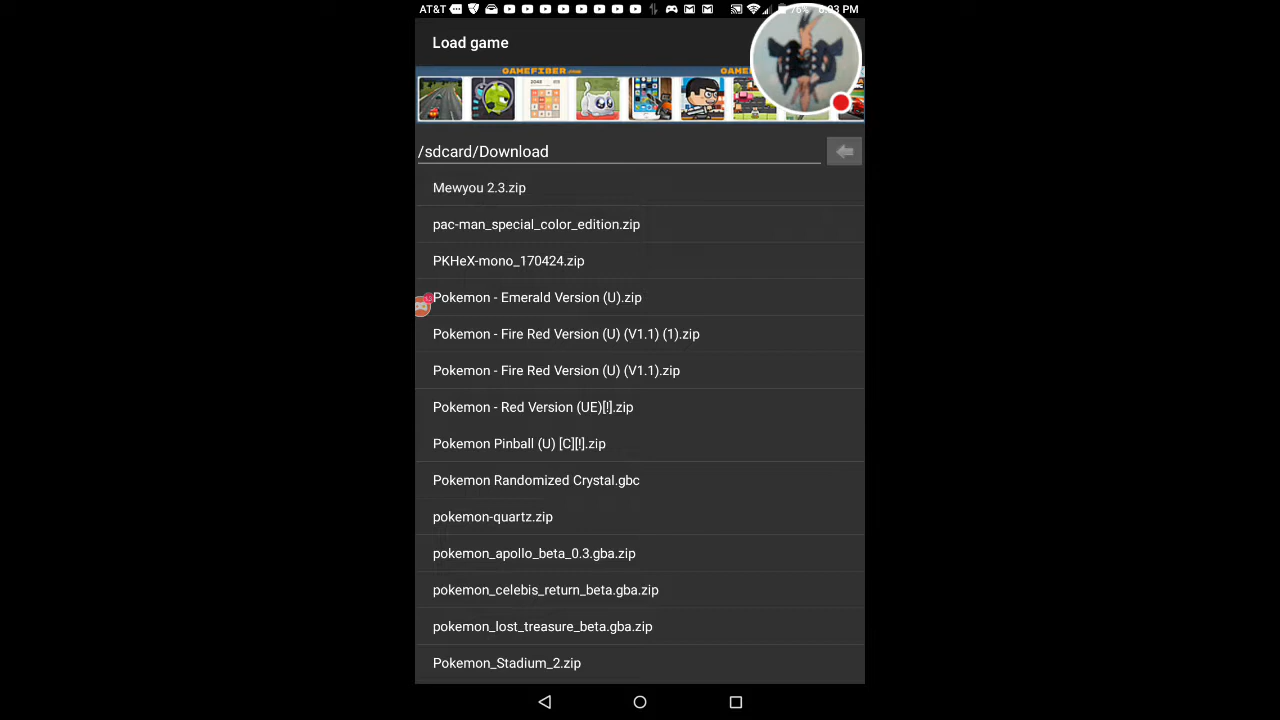 AT&T
Load game
GAMEFIBER
/sdcard/Download
Mewyou 2.3.zip
pac-man_special_color_edition.zip
PKHeX-mono_170424.zip
Pokemon - Emerald Version (U).zip
Pokemon - Fire Red Version (U) (V1.1) (1).zip
Pokemon - Fire Red Version (U) (V1.1).zip
Pokemon - Red Version (UE)[!].zip
Pokemon Pinball (U) [C][!].zip
Pokemon Randomized Crystal.gbc
pokemon-quartz.zip
pokemon_apollo_beta_0.3.gba.zip
pokemon_celebis_return_beta.gba.zip
pokemon_lost_treasure_beta.gba.zip
Pokemon_Stadium_2.zip